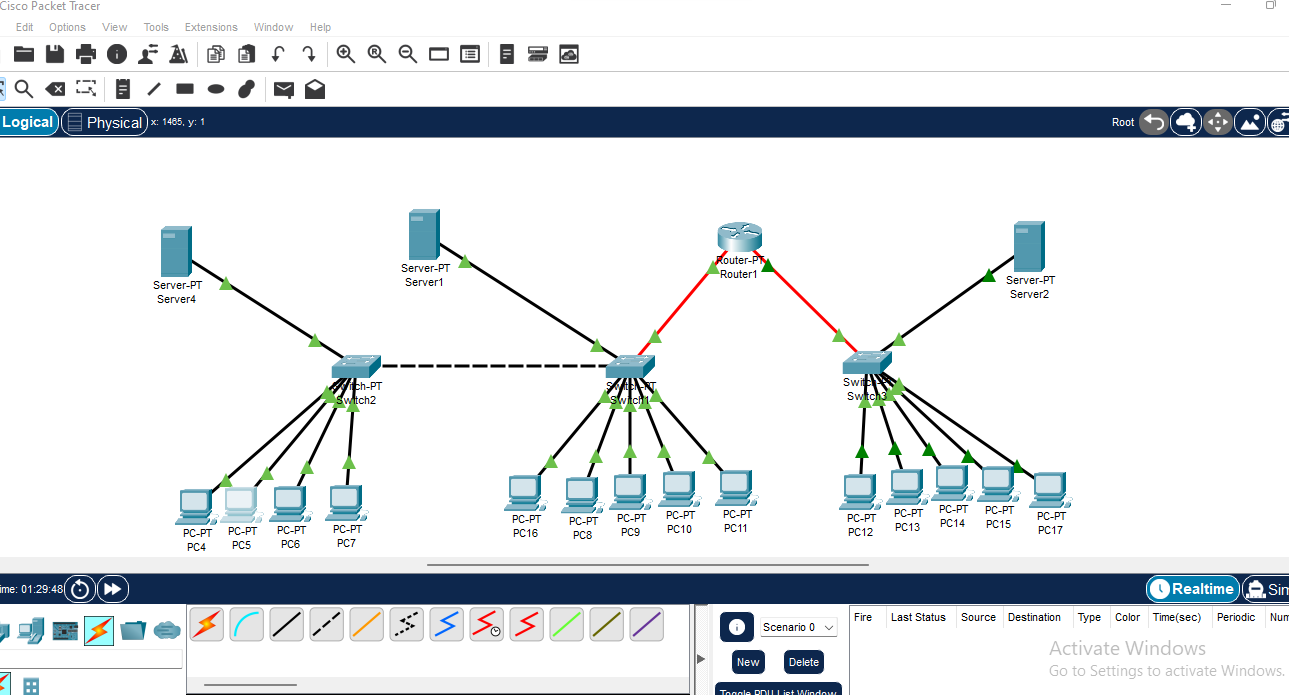 Cisco Packet Tracer
Edit Options View Tools Extensions Window Help
Logical Physical x: 1465, y: 1 Root
Server-PT
Server4
Server-PT
Server1
Router-PT
Router1
Server-PT
Server2
Switch-PT
Switch2
Switch-PT
Switch1
Switch3
PC-PT
PC4
PC-PT
PC5
PC-PT
PC6
PC-PT
PC7
PC-PT
PC16
PC-PT
PC8
PC-PT
PC9
PC-PT
PC10
PC-PT
PC11
PC-PT
PC12
PC-PT
PC13
PC-PT
PC14
PC-PT
PC15
PC-PT
PC17
ime: 01:29:48 Realtime Sin
Scenario 0
New Delete
Toggle PDU List Window
Fire Last Status Source Destination Type Color Time(sec) Periodic Num
Activate Windows
Go to Settings to activate Windows.